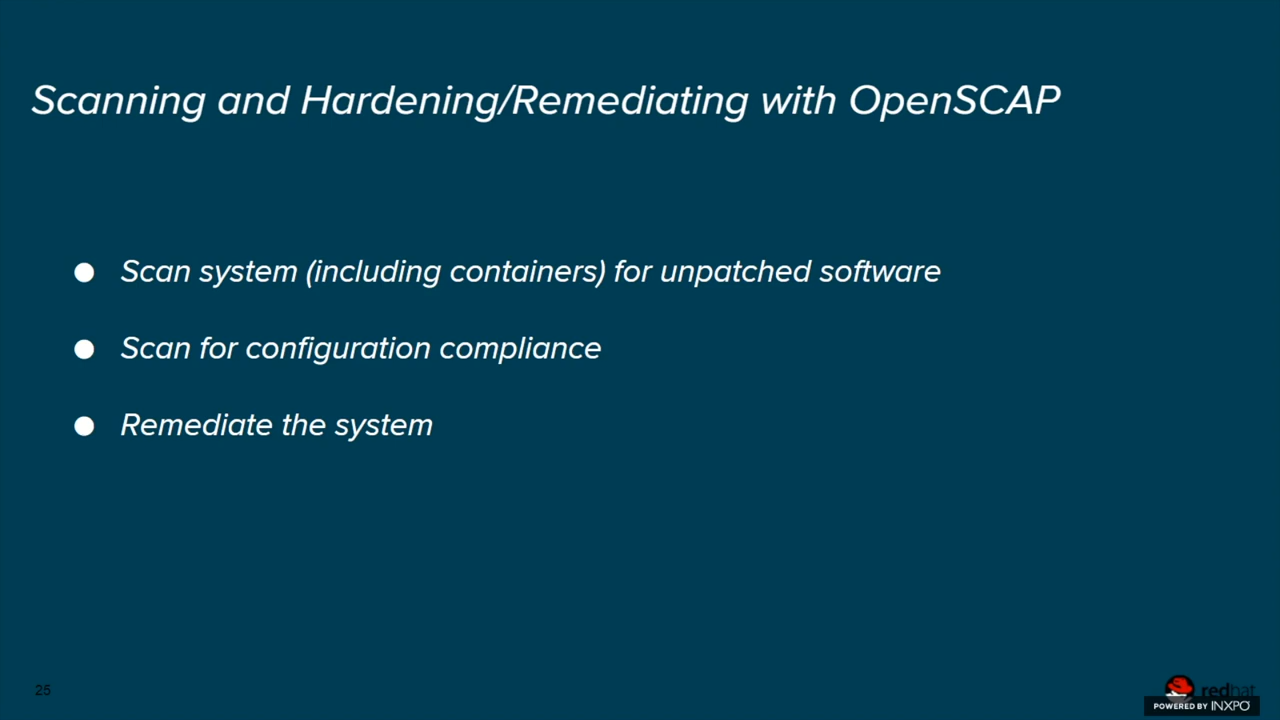 Scanning and Hardening/Remediating with OpenSCAP
● Scan system (including containers) for unpatched software
● Scan for configuration compliance
● Remediate the system
25
redhat
POWERED BY INXPO